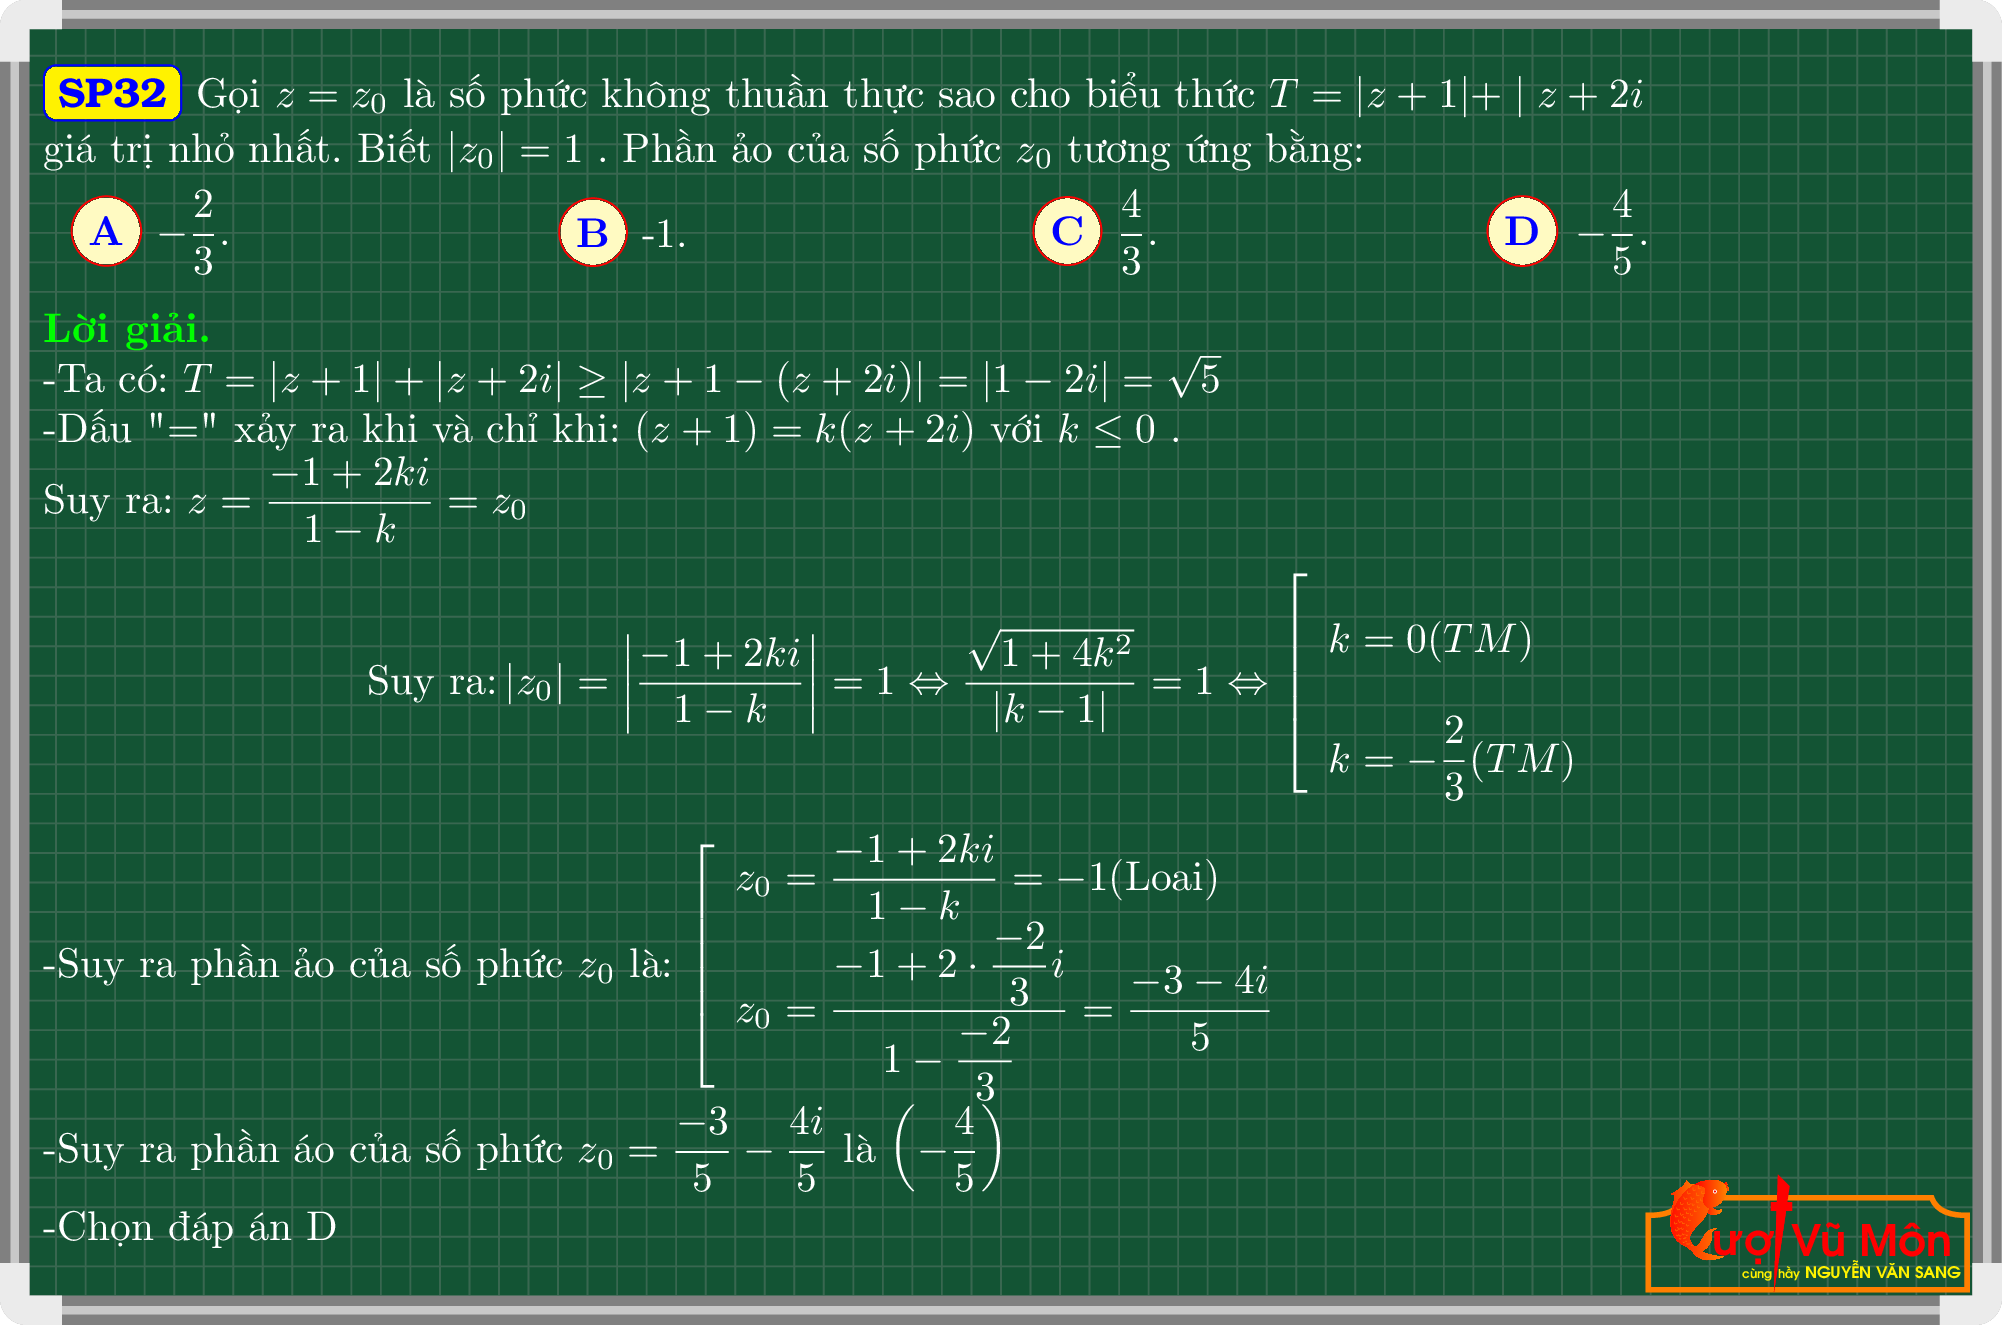 SP32 Gọi $z = z_0$ là số phức không thuần thực sao cho biểu thức $T = |z + 1| + |\ z + 2i$
giá trị nhỏ nhất. Biết $|z_0| = 1$ . Phần ảo của số phức $z_0$ tương ứng bằng:
A $-\frac{2}{3}$. B -1. C $\frac{4}{3}$. D $-\frac{4}{5}$.
Lời giải.
-Ta có: $T = |z + 1| + |z + 2i| \geq |z + 1 - (z + 2i)| = |1 - 2i| = \sqrt{5}$
-Dấu "=" xảy ra khi và chỉ khi: $(z + 1) = k(z + 2i)$ với $k \leq 0$ .
Suy ra: $z = \frac{-1 + 2ki}{1 - k} = z_0$
Suy ra: $|z_0| = \left|\frac{-1 + 2ki}{1 - k}\right| = 1 \Leftrightarrow \frac{\sqrt{1 + 4k^2}}{|k - 1|} = 1 \Leftrightarrow \left[\begin{array}{l} k = 0(TM) \\ k = -\frac{2}{3}(TM) \end{array}\right.$
-Suy ra phần ảo của số phức $z_0$ là: $\left[\begin{array}{l} z_0 = \frac{-1 + 2ki}{1 - k} = -1(\text{Loai}) \\ z_0 = \frac{-1 + 2 \cdot \frac{-2}{3}i}{1 - \frac{-2}{3}} = \frac{-3 - 4i}{5} \end{array}\right.$
-Suy ra phần áo của số phức $z_0 = \frac{-3}{5} - \frac{4i}{5}$ là $\left(-\frac{4}{5}\right)$
-Chọn đáp án D
ượt Vũ Môn
cùng hầy NGUYỄN VĂN SANG